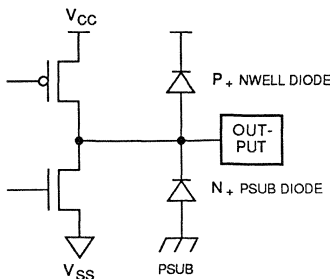 VCC
P+ NWELL DIODE
OUT-
PUT
N+ PSUB DIODE
VSS
PSUB